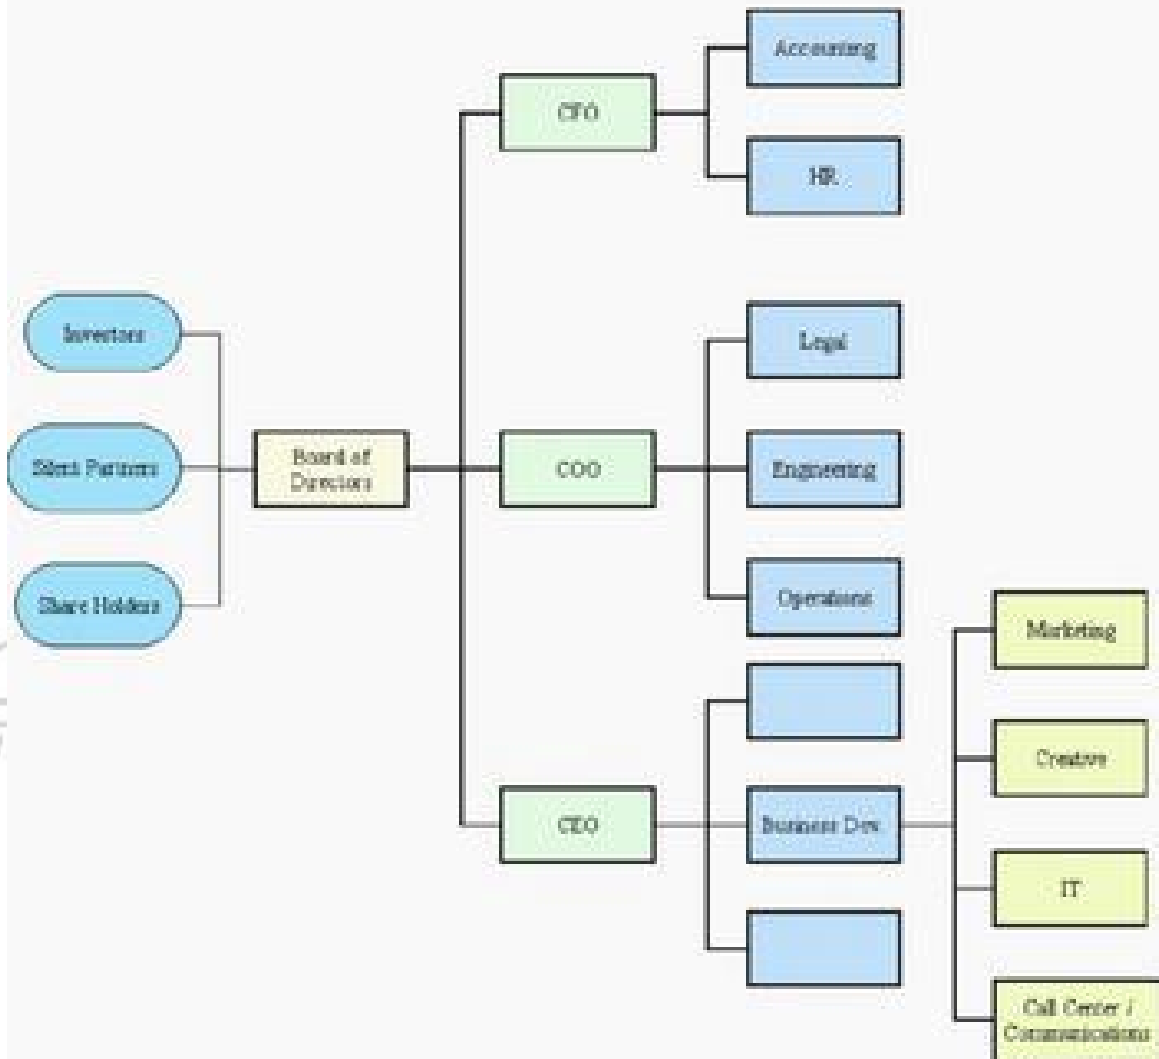 Accounting
CFO
HR
Investors
Legal
Silent Partners
Board of
Directors
COO
Engineering
Share Holders
Operations
Marketing
Creative
CEO
Business Dev.
IT
Call Center /
Communications